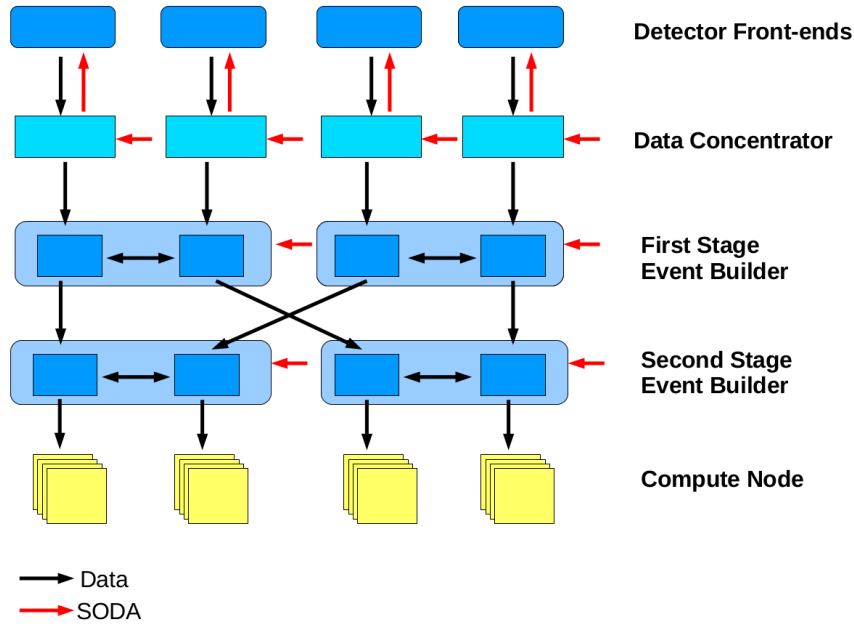 Detector Front-ends
Data Concentrator
First Stage
Event Builder
Second Stage
Event Builder
Compute Node
Data
SODA